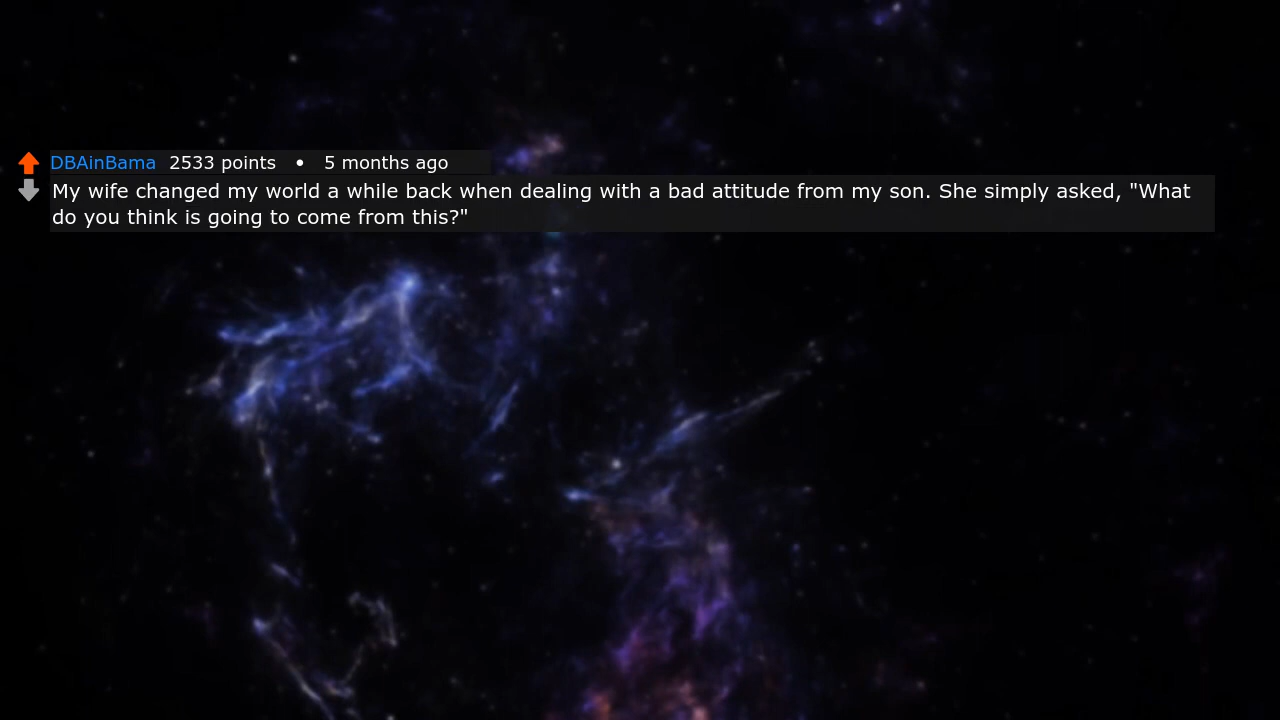 DBAinBama 2533 points • 5 months ago
My wife changed my world a while back when dealing with a bad attitude from my son. She simply asked, "What
do you think is going to come from this?"